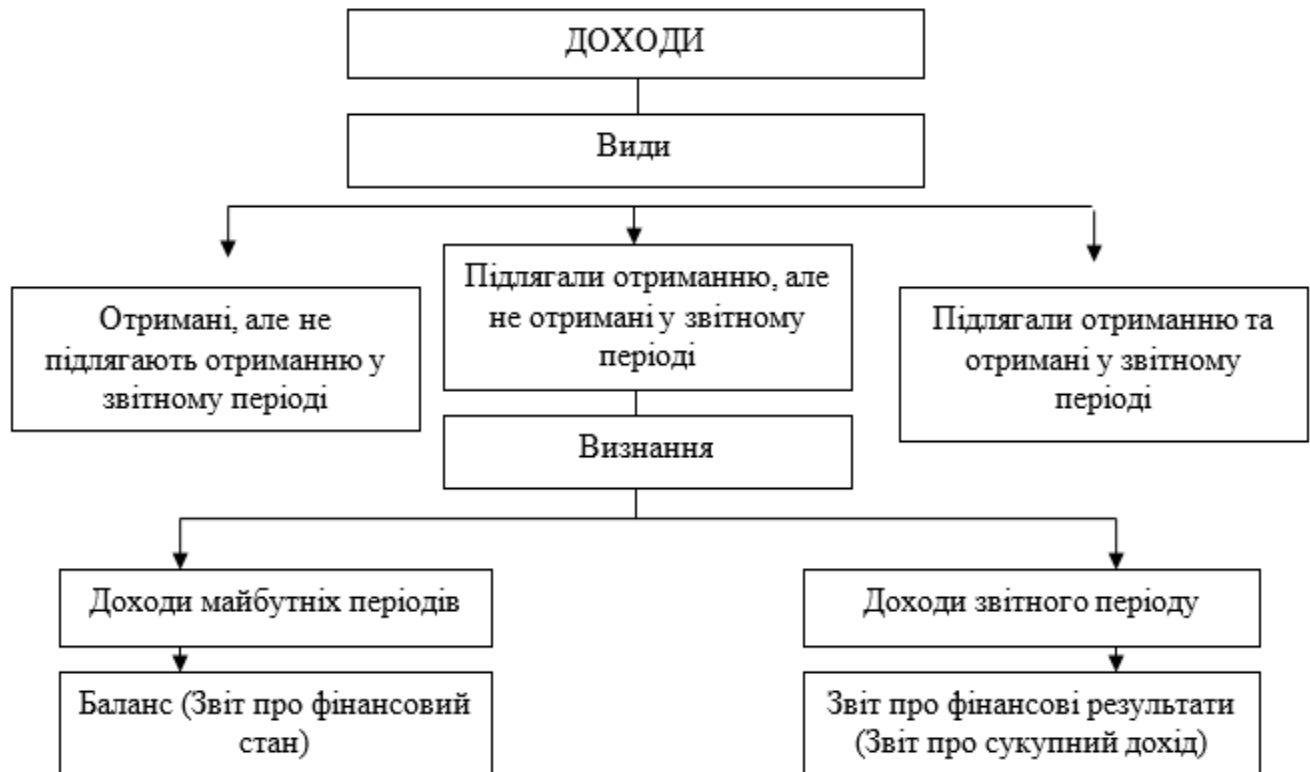 ДОХОДИ
Види
Отримані, але не
підлягають отриманню у
звітному періоді
Підлягали отриманню, але
не отримані у звітному
періоді
Підлягали отриманню та
отримані у звітному
періоді
Визнання
Доходи майбутніх періодів
Доходи звітного періоду
Баланс (Звіт про фінансовий
стан)
Звіт про фінансові результати
(Звіт про сукупний дохід)